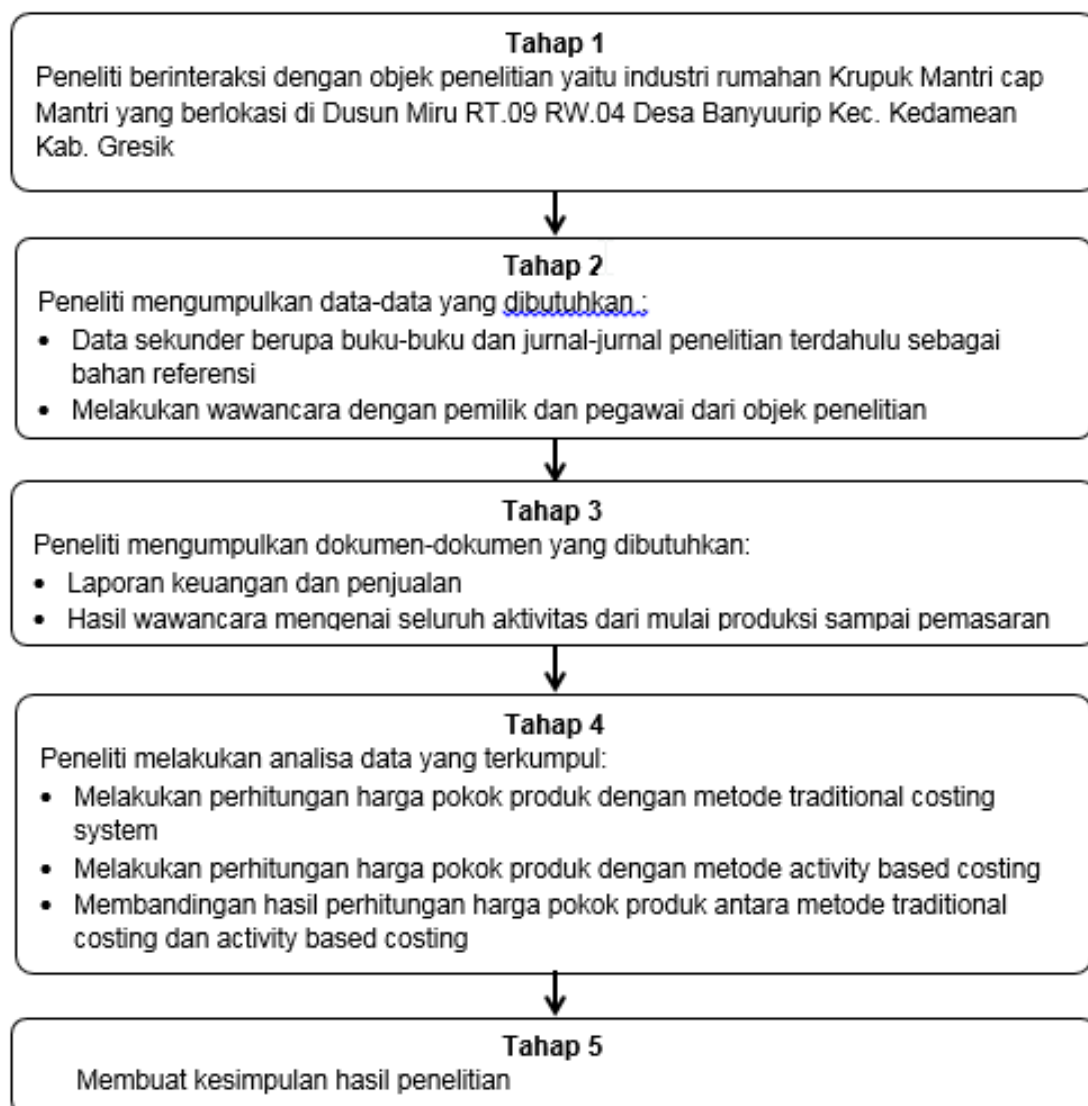 Tahap 1
Peneliti berinteraksi dengan objek penelitian yaitu industri rumahan Krupuk Mantri cap
Mantri yang berlokasi di Dusun Miru RT.09 RW.04 Desa Banyuurip Kec. Kedamean
Kab. Gresik
Tahap 2
Peneliti mengumpulkan data-data yang dibutuhkan :
• Data sekunder berupa buku-buku dan jurnal-jurnal penelitian terdahulu sebagai
bahan referensi
• Melakukan wawancara dengan pemilik dan pegawai dari objek penelitian
Tahap 3
Peneliti mengumpulkan dokumen-dokumen yang dibutuhkan:
• Laporan keuangan dan penjualan
• Hasil wawancara mengenai seluruh aktivitas dari mulai produksi sampai pemasaran
Tahap 4
Peneliti melakukan analisa data yang terkumpul:
• Melakukan perhitungan harga pokok produk dengan metode traditional costing
system
• Melakukan perhitungan harga pokok produk dengan metode activity based costing
• Membandingan hasil perhitungan harga pokok produk antara metode traditional
costing dan activity based costing
Tahap 5
Membuat kesimpulan hasil penelitian